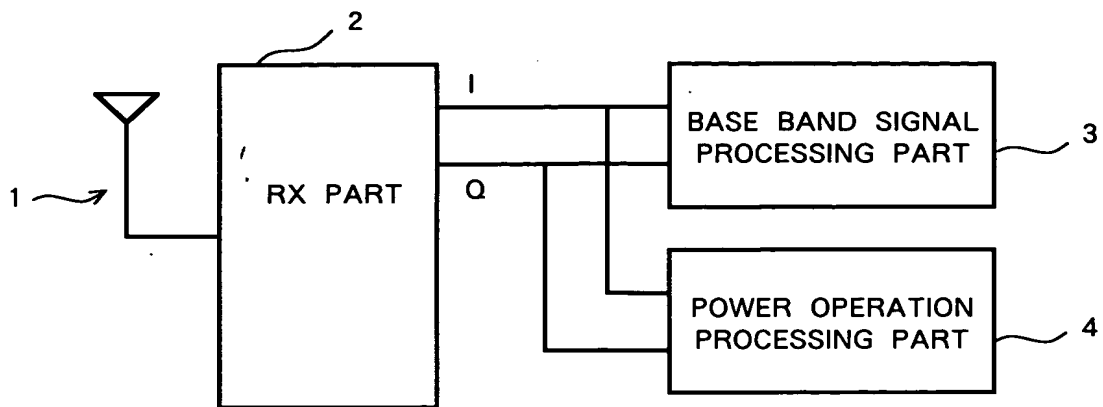 2
I
BASE BAND SIGNAL
PROCESSING PART
3
1
RX PART
Q
POWER OPERATION
PROCESSING PART
4